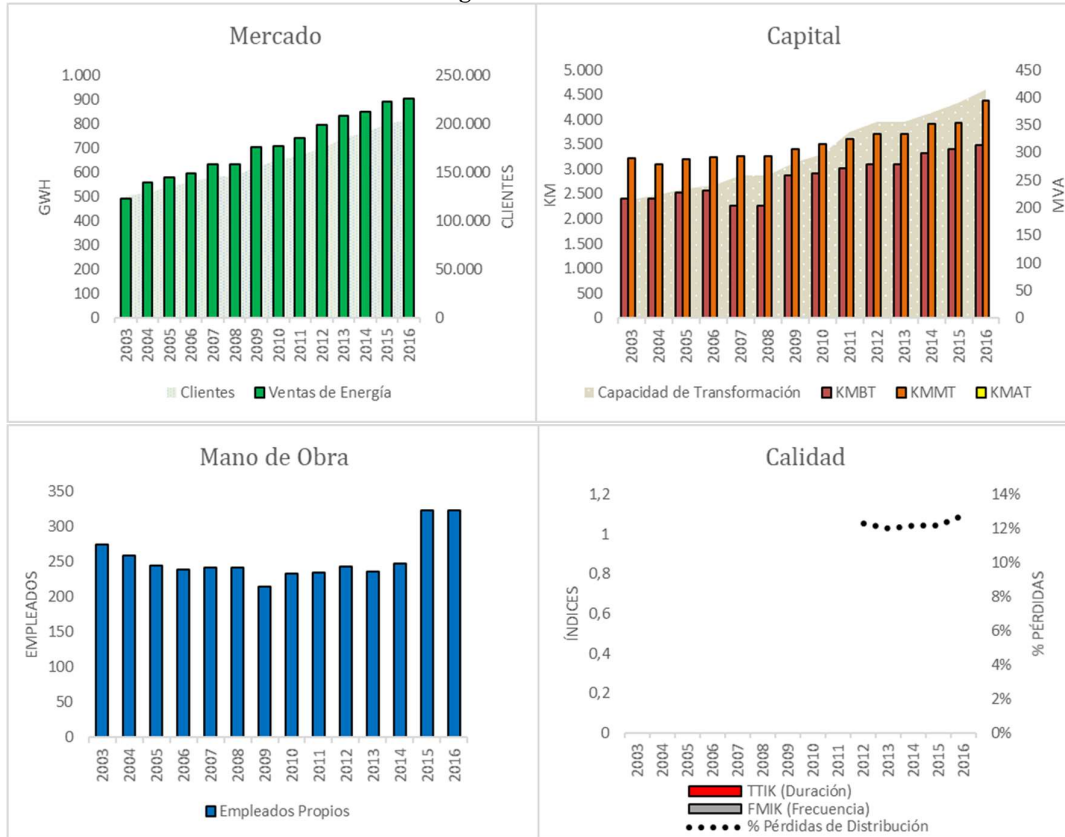 Mercado
1.000
900
800
700
600
500
400
300
200
100
0
GWH
250.000
200.000
150.000
100.000
50.000
0
CLIENTES
2003 2004 2005 2006 2007 2008 2009 2010 2011 2012 2013 2014 2015 2016
Clientes Ventas de Energía
Capital
5.000
4.500
4.000
3.500
3.000
2.500
2.000
1.500
1.000
500
0
KM
450
400
350
300
250
200
150
100
50
0
MVA
2003 2004 2005 2006 2007 2008 2009 2010 2011 2012 2013 2014 2015 2016
Capacidad de Transformación KMBT KMMT KMAT
Mano de Obra
350
300
250
200
150
100
50
0
EMPLEADOS
2003 2004 2005 2006 2007 2008 2009 2010 2011 2012 2013 2014 2015 2016
Empleados Propios
Calidad
1,2
1
0,8
0,6
0,4
0,2
0
ÍNDICES
14%
12%
10%
8%
6%
4%
2%
0%
% PÉRDIDAS
2003 2004 2005 2006 2007 2008 2009 2010 2011 2012 2013 2014 2015 2016
TTIK (Duración)
FMIK (Frecuencia)
% Pérdidas de Distribución